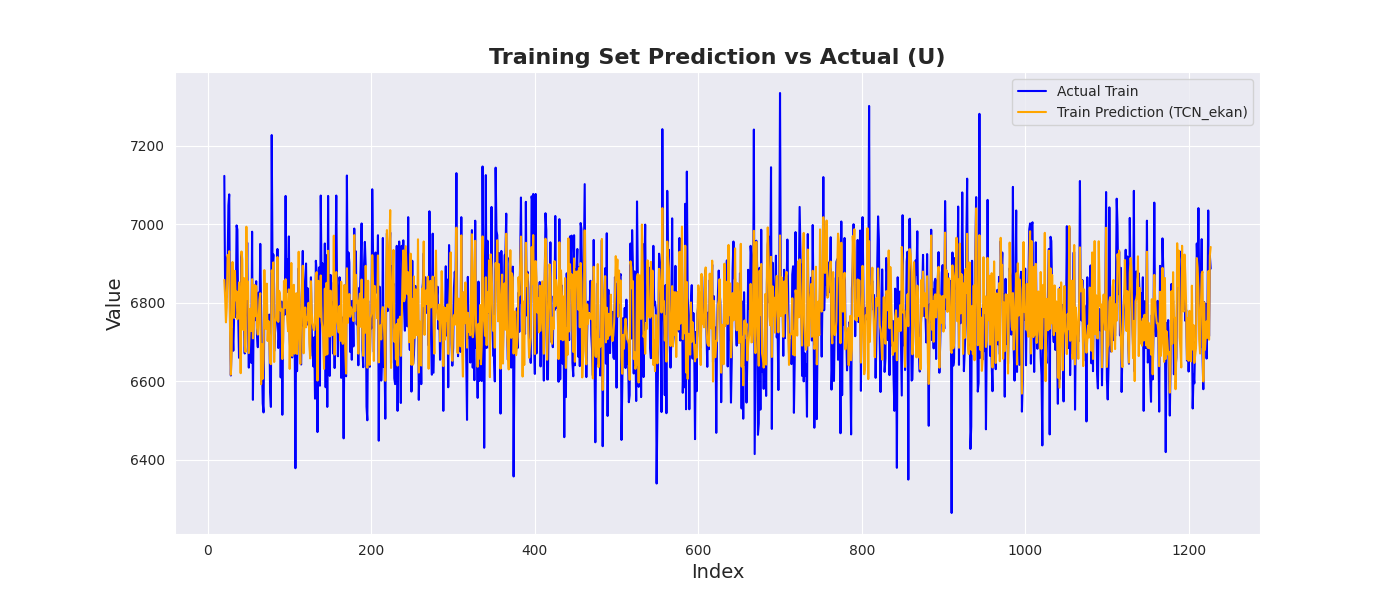 Training Set Prediction vs Actual (U)
Actual Train
Train Prediction (TCN_ekan)
Value
7200
7000
6800
6600
6400
0 200 400 600 800 1000 1200
Index